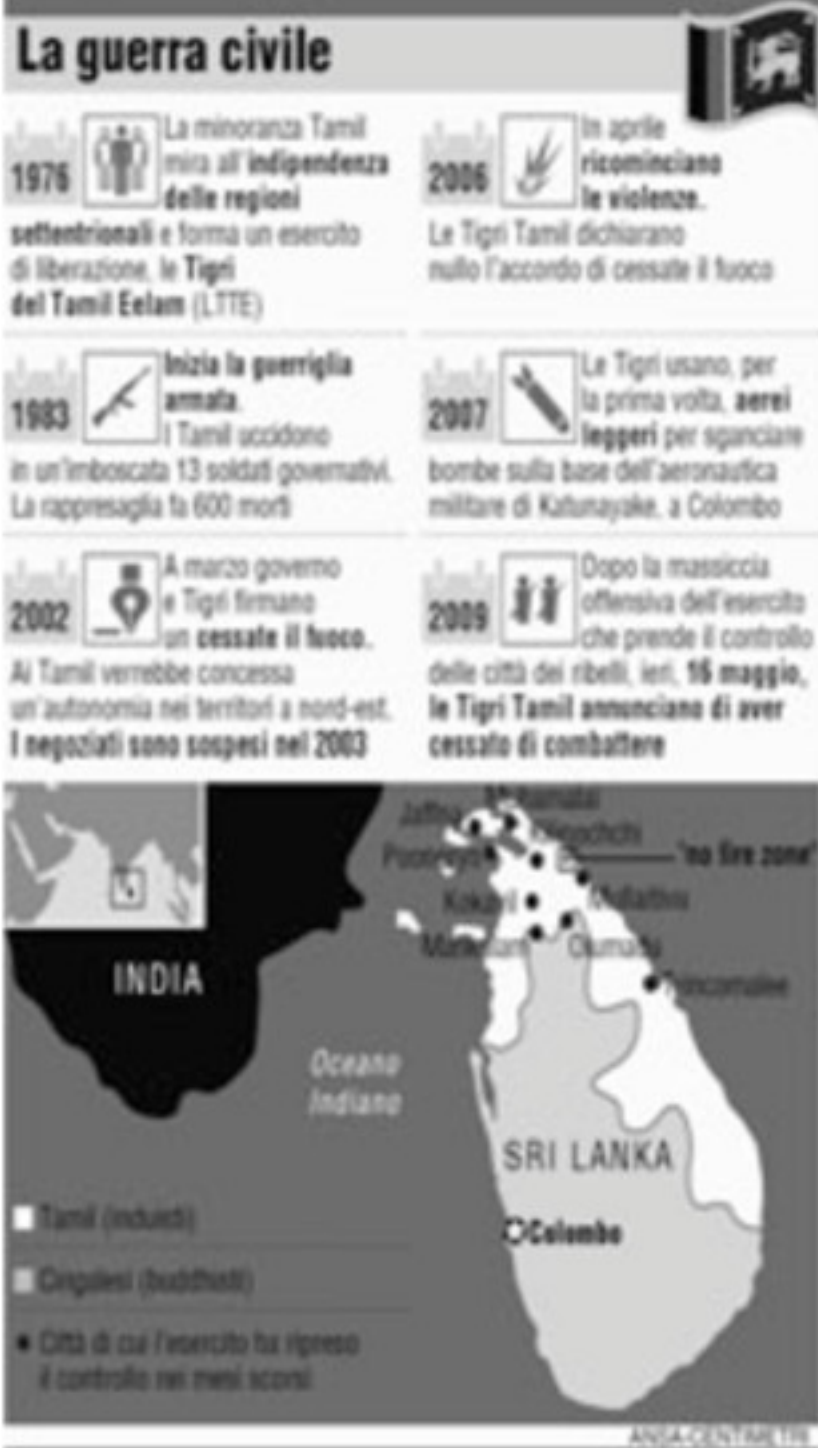 La guerra civile
1976
La minoranza Tamil
mira all'indipendenza
delle regioni
settentrionali e forma un esercito
di liberazione, le Tigri
del Tamil Eelam (LTTE)
1983
Inizia la guerriglia
armata.
I Tamil uccidono
in un'imboscata 13 soldati governativi.
La rappresaglia fa 600 morti
2002
A marzo governo
e Tigri firmano
un cessate il fuoco.
Ai Tamil verrebbe concessa
un'autonomia nei territori a nord-est.
I negoziati sono sospesi nel 2003
2006
In aprile
ricominciano
le violenze.
Le Tigri Tamil dichiarano
nullo l'accordo di cessate il fuoco
2007
Le Tigri usano, per
la prima volta, aerei
leggeri per sganciare
bombe sulla base dell'aeronautica
militare di Katunayake, a Colombo
2009
Dopo la massiccia
offensiva dell'esercito
che prende il controllo
delle città dei ribelli, ieri, 16 maggio,
le Tigri Tamil annunciano di aver
cessato di combattere
Jaffna
'no fire zone'
Mullaitivu
Trincomalee
INDIA
Oceano
Indiano
SRI LANKA
Colombo
Tamil (induisti)
Cingalesi (buddhisti)
Città di cui l'esercito ha ripreso
il controllo nei mesi scorsi
ANSA-CENTIMETRI